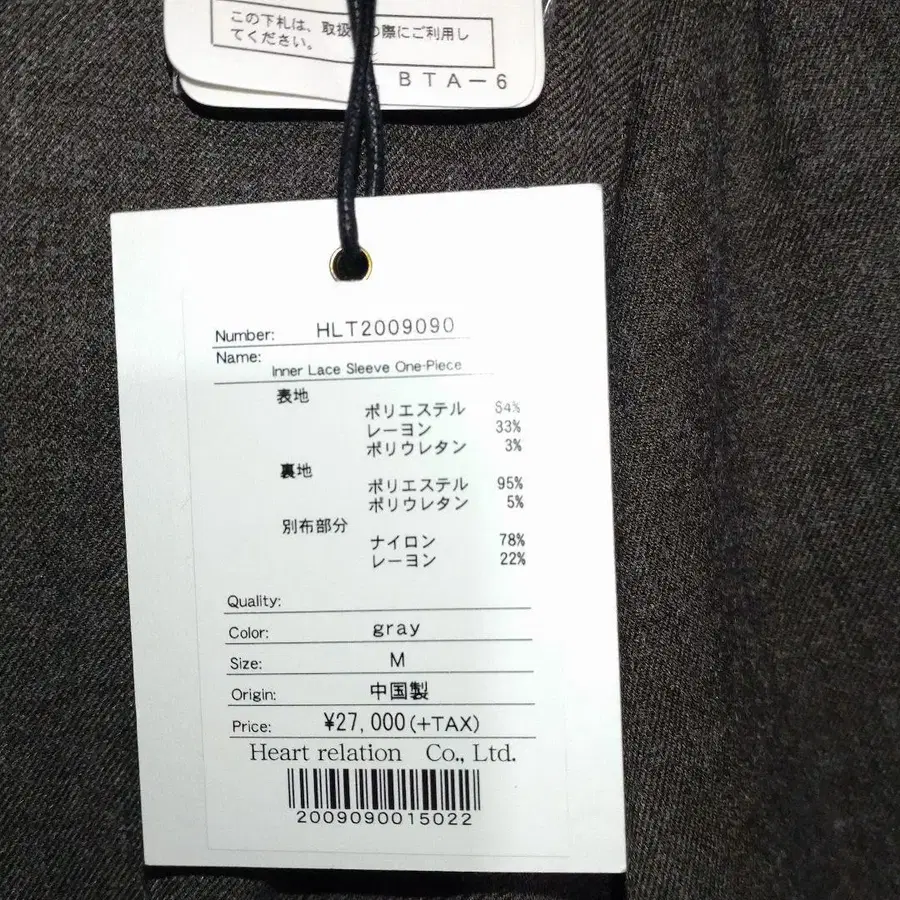 この下札は、取扱の際にご利用し
てください。
BTA-6
Number: HLT2009090
Name: Inner Lace Sleeve One-Piece
表地
ポリエステル 64%
レーヨン 33%
ポリウレタン 3%
裏地
ポリエステル 95%
ポリウレタン 5%
別布部分
ナイロン 78%
レーヨン 22%
Quality:
Color: gray
Size: M
Origin: 中国製
Price: ¥27,000(+TAX)
Heart relation Co., Ltd.
2009090015022